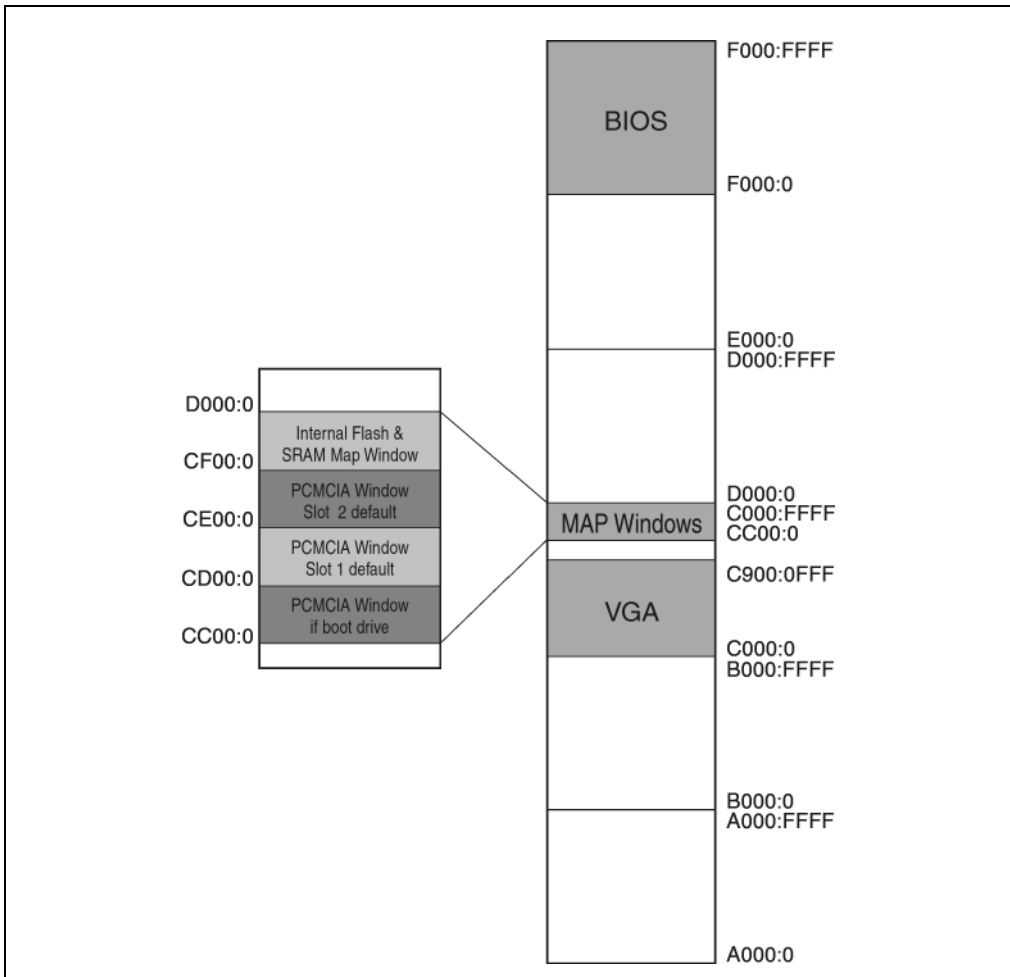 F000:FFFF
BIOS
F000:0
E000:0
D000:FFFF
D000:0
Internal Flash &
SRAM Map Window
CF00:0
PCMCIA Window
Slot 2 default
CE00:0
PCMCIA Window
Slot 1 default
CD00:0
PCMCIA Window
if boot drive
CC00:0
D000:0
C000:FFFF
MAP Windows
CC00:0
C900:0FFF
VGA
C000:0
B000:FFFF
B000:0
A000:FFFF
A000:0